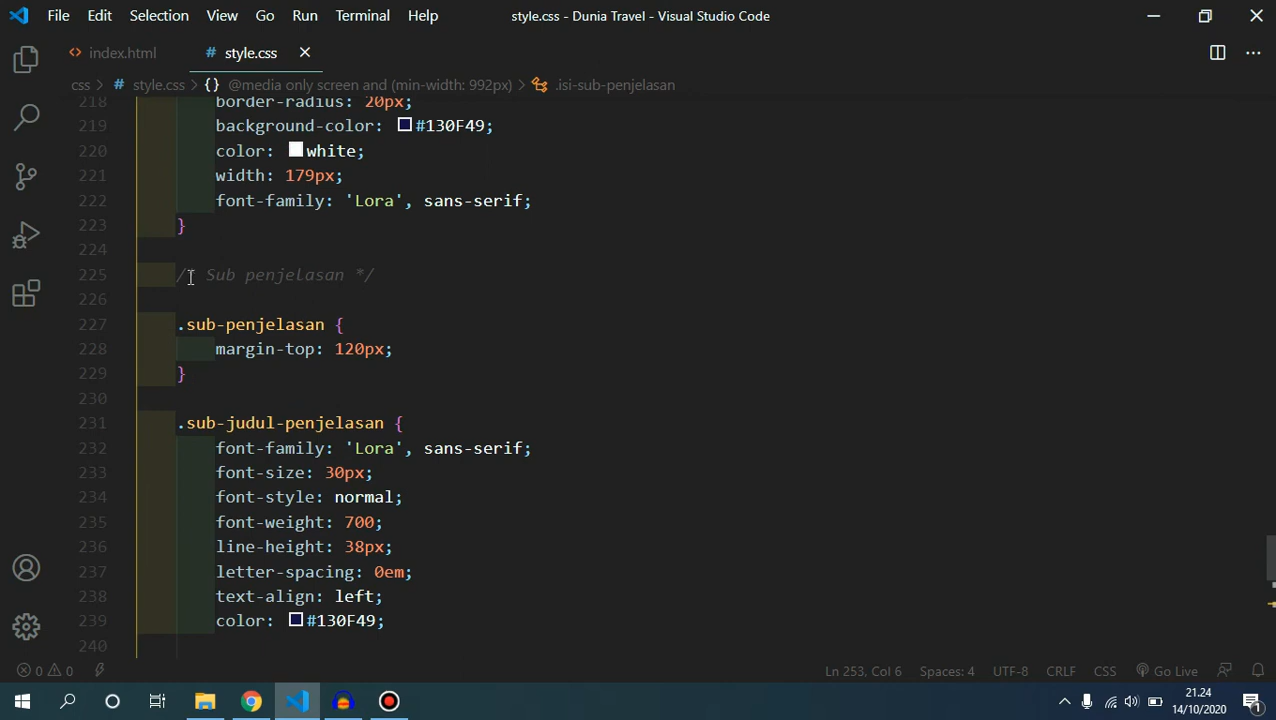 File Edit Selection View Go Run Terminal Help style.css - Dunia Travel - Visual Studio Code
<> index.html # style.css
css > # style.css > {} @media only screen and (min-width: 992px) > .isi-sub-penjelasan
218 border-radius: 20px;
219 background-color: #130F49;
220 color: white;
221 width: 179px;
222 font-family: 'Lora', sans-serif;
223 }
224
225 /* Sub penjelasan */
226
227 .sub-penjelasan {
228 margin-top: 120px;
229 }
230
231 .sub-judul-penjelasan {
232 font-family: 'Lora', sans-serif;
233 font-size: 30px;
234 font-style: normal;
235 font-weight: 700;
236 line-height: 38px;
237 letter-spacing: 0em;
238 text-align: left;
239 color: #130F49;
240
0 0 Ln 253, Col 6 Spaces: 4 UTF-8 CRLF CSS Go Live
21.24
14/10/2020
1